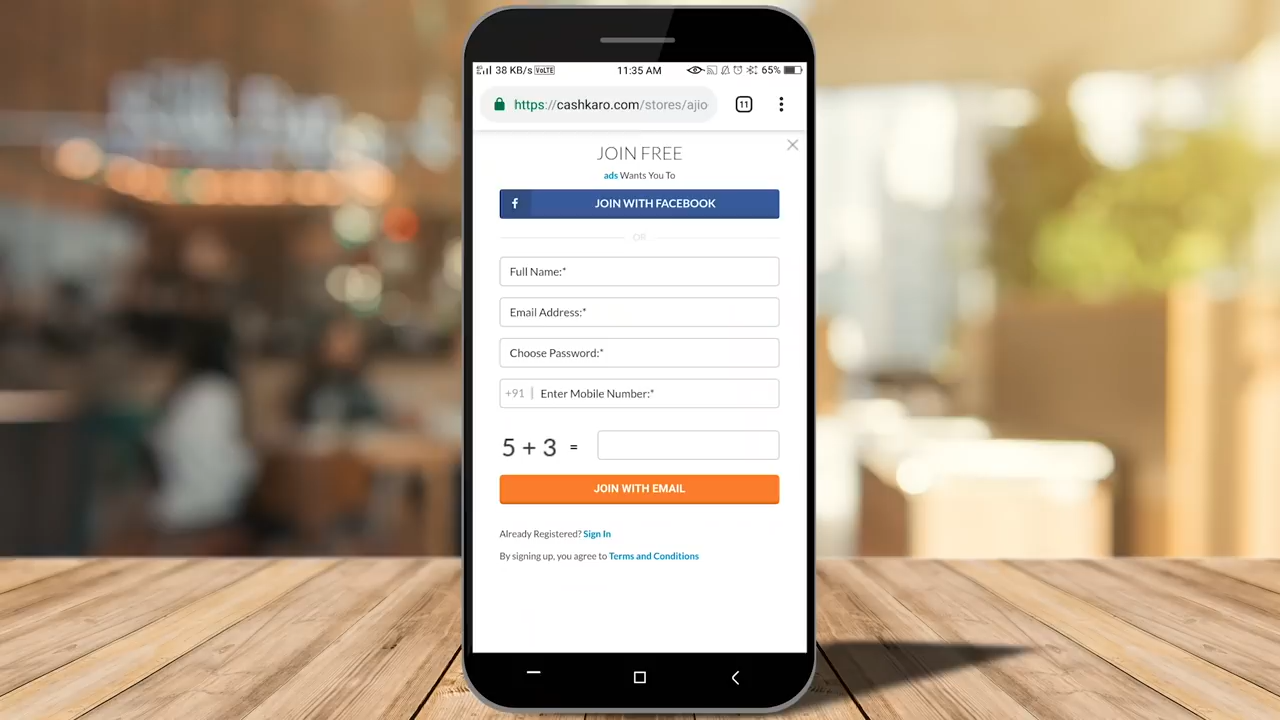 38 KB/s VoLTE 11:35 AM 65%
https://cashkaro.com/stores/ajio 11
JOIN FREE
ads Wants You To
f JOIN WITH FACEBOOK
OR
Full Name:*
Email Address:*
Choose Password:*
+91 | Enter Mobile Number:*
5 + 3 =
JOIN WITH EMAIL
Already Registered? Sign In
By signing up, you agree to Terms and Conditions